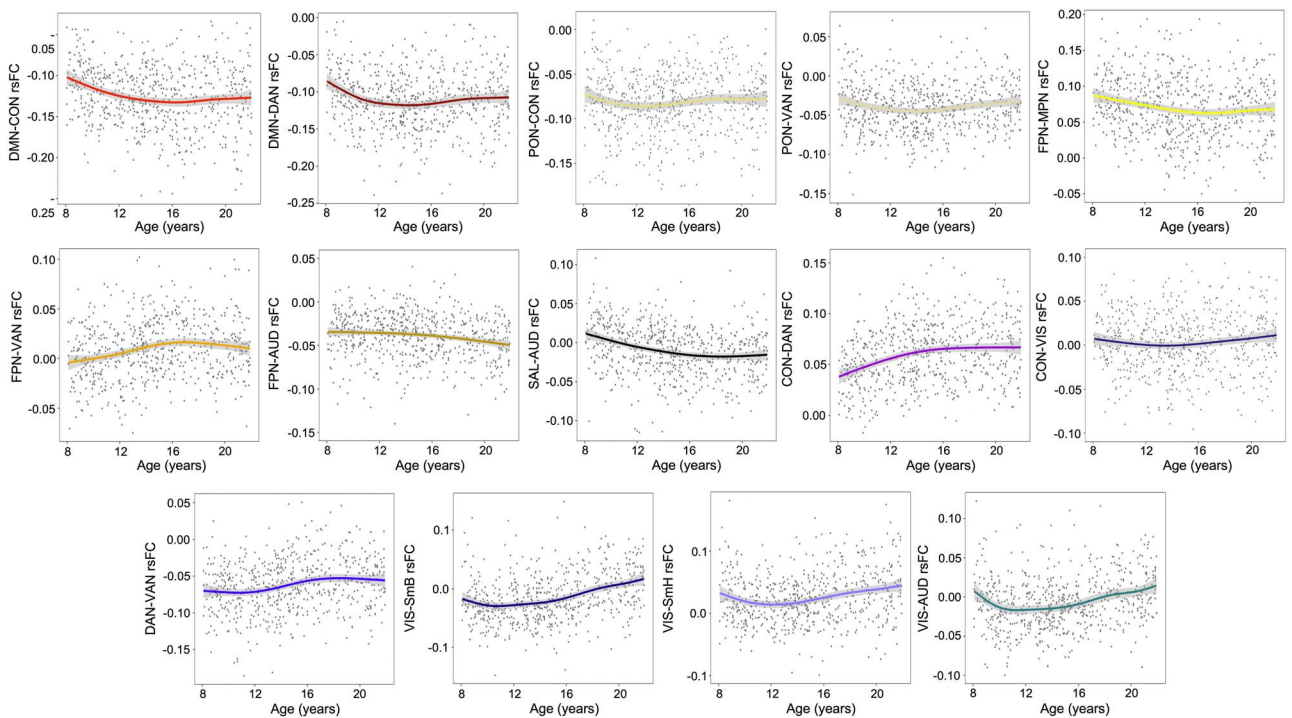 DMN-CON rsFC
-
0.05
-0.10
-0.15
-0.20
-
0.25
8 12 16 20
Age (years)
DMN-DAN rsFC
0.00
-0.05
-0.10
-0.15
-0.20
-0.25
8 12 16 20
Age (years)
PON-CON rsFC
0.00
-0.05
-0.10
-0.15
8 12 16 20
Age (years)
PON-VAN rsFC
0.05
0.00
-0.05
-0.10
-0.15
8 12 16 20
Age (years)
FPN-MPN rsFC
0.20
0.15
0.10
0.05
0.00
-0.05
8 12 16 20
Age (years)
FPN-VAN rsFC
0.10
0.05
0.00
-0.05
8 12 16 20
Age (years)
FPN-AUD rsFC
0.05
0.00
-0.05
-0.10
-0.15
8 12 16 20
Age (years)
SAL-AUD rsFC
0.10
0.05
0.00
-0.05
-0.10
8 12 16 20
Age (years)
CON-DAN rsFC
0.15
0.10
0.05
0.00
8 12 16 20
Age (years)
CON-VIS rsFC
0.10
0.05
0.00
-0.05
-0.10
8 12 16 20
Age (years)
DAN-VAN rsFC
0.05
0.00
-0.05
-0.10
-0.15
8 12 16 20
Age (years)
VIS-SmB rsFC
0.1
0.0
-0.1
8 12 16 20
Age (years)
VIS-SmH rsFC
0.1
0.0
-0.1
8 12 16 20
Age (years)
VIS-AUD rsFC
0.10
0.05
0.00
-0.05
-0.10
8 12 16 20
Age (years)